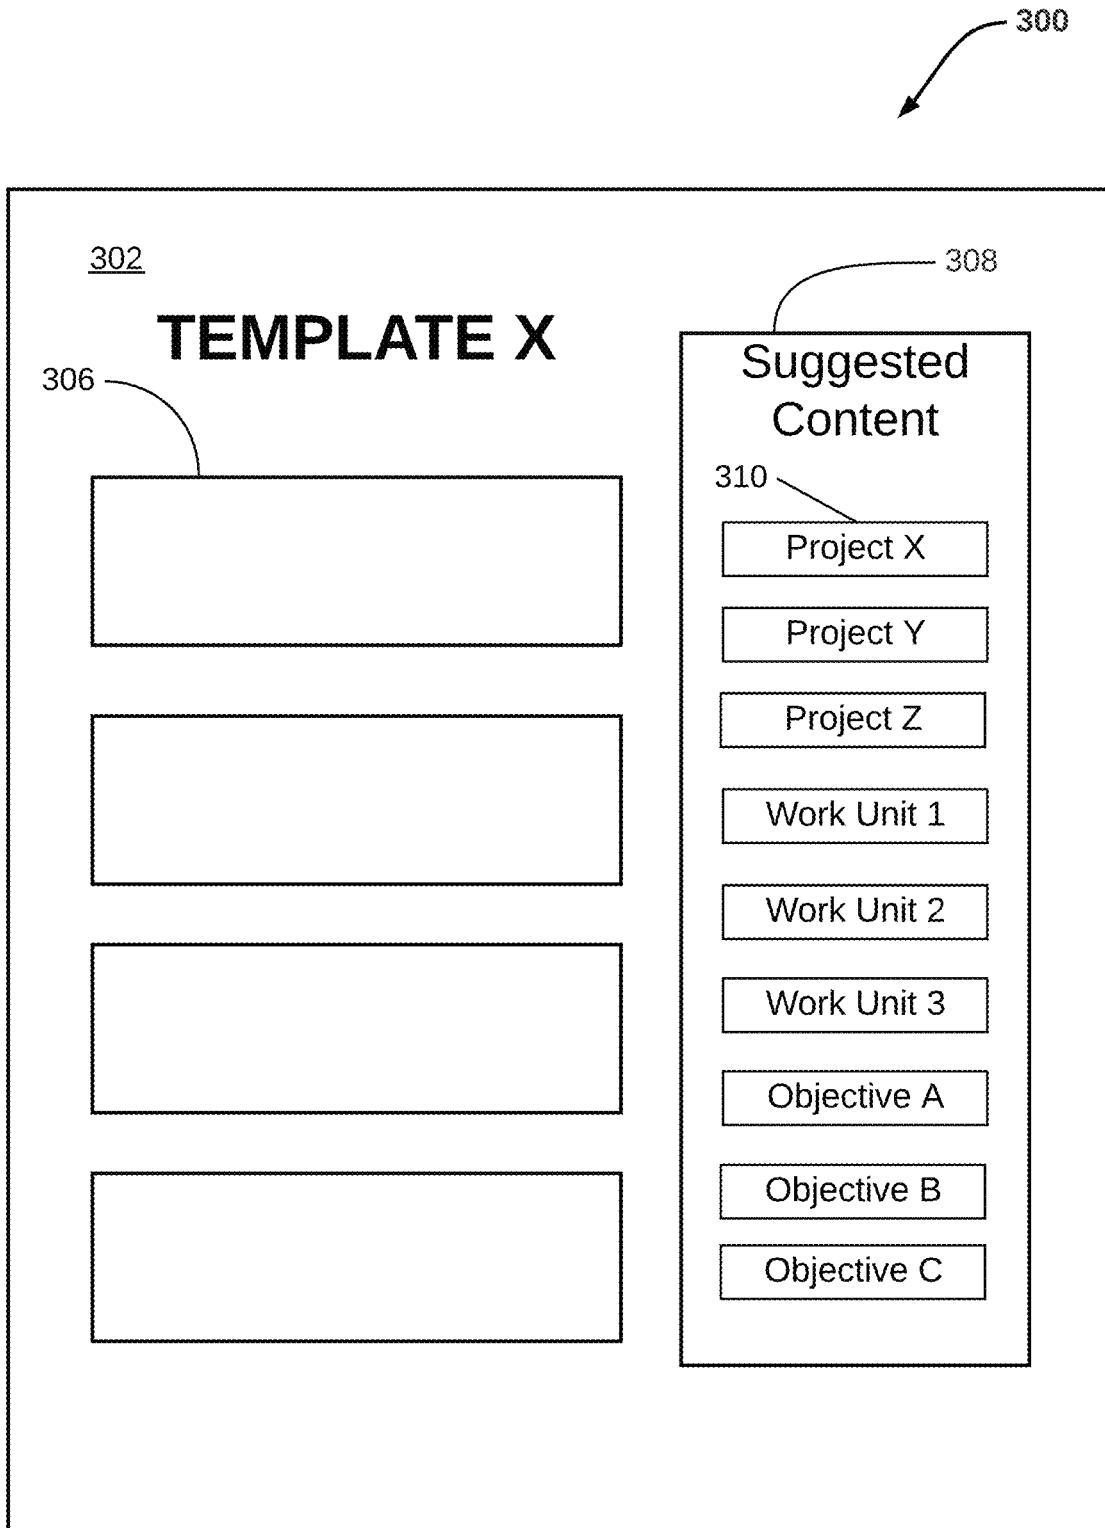 300
302
308
TEMPLATE X
306
Suggested
Content
310
Project X
Project Y
Project Z
Work Unit 1
Work Unit 2
Work Unit 3
Objective A
Objective B
Objective C